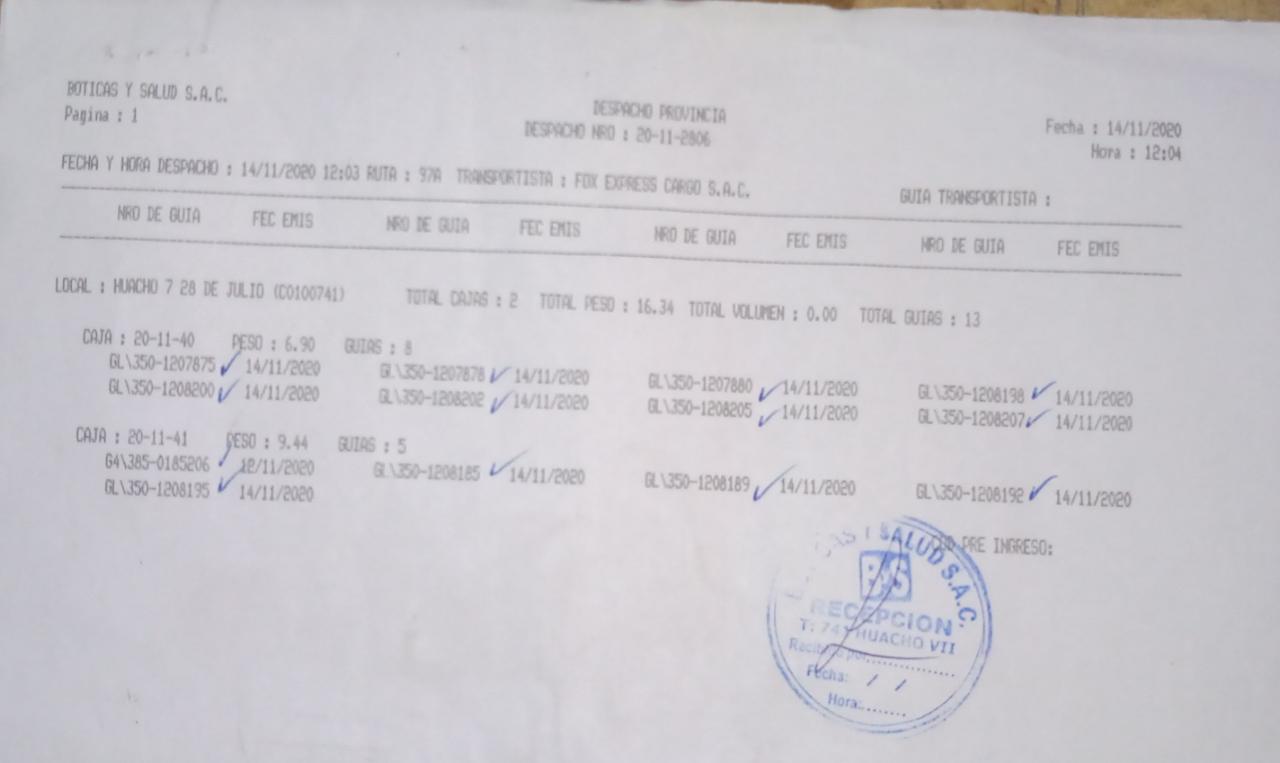 BOTICAS Y SALUD S.A.C.
Pagina : 1
DESPACHO PROVINCIA
DESPACHO NRO : 20-11-2806
Fecha : 14/11/2020
Hora : 12:04
FECHA Y HORA DESPACHO : 14/11/2020 12:03 RUTA : 97A TRANSPORTISTA : FOX EXPRESS CARGO S.A.C. GUIA TRANSPORTISTA :
NRO DE GUIA FEC EMIS NRO DE GUIA FEC EMIS NRO DE GUIA FEC EMIS NRO DE GUIA FEC EMIS
LOCAL : HUACHO 7 28 DE JULIO (C0100741) TOTAL CAJAS : 2 TOTAL PESO : 16.34 TOTAL VOLUMEN : 0.00 TOTAL GUIAS : 13
CAJA : 20-11-40 PESO : 6.90 GUIAS : 8
GL\350-1207875 14/11/2020 GL\350-1207878 14/11/2020 GL\350-1207880 14/11/2020 GL\350-1208198 14/11/2020
GL\350-1208200 14/11/2020 GL\350-1208202 14/11/2020 GL\350-1208205 14/11/2020 GL\350-1208207 14/11/2020
CAJA : 20-11-41 PESO : 9.44 GUIAS : 5
G4\385-0185206 12/11/2020 GL\350-1208185 14/11/2020 GL\350-1208189 14/11/2020 GL\350-1208192 14/11/2020
GL\350-1208195 14/11/2020
PRE INGRESO:
SALUD S.A.C.
BS
RECEPCION
T: 741 HUACHO VII
Recibido por
Fecha: / /
Hora: